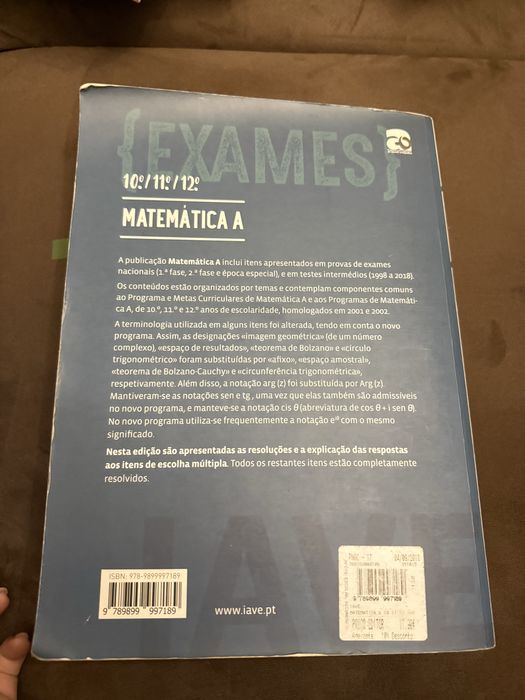 {EXAMES}
10.º/11.º/12.º
MATEMÁTICA A
A publicação Matemática A inclui itens apresentados em provas de exames
nacionais (1.ª fase, 2.ª fase e época especial), e em testes intermédios (1998 a 2018).
Os conteúdos estão organizados por temas e contemplam componentes comuns
ao Programa e Metas Curriculares de Matemática A e aos Programas de Matemáti-
ca A, de 10.º, 11.º e 12.º anos de escolaridade, homologados em 2001 e 2002.
A terminologia utilizada em alguns itens foi alterada, tendo em conta o novo
programa. Assim, as designações «imagem geométrica» (de um número
complexo), «espaço de resultados», «teorema de Bolzano» e «círculo
trigonométrico» foram substituídas por «afixo», «espaço amostral»,
«teorema de Bolzano-Cauchy» e «circunferência trigonométrica»,
respetivamente. Além disso, a notação arg (z) foi substituída por Arg (z).
Mantiveram-se as notações sen e tg , uma vez que elas também são admissíveis
no novo programa, e manteve-se a notação cis θ (abreviatura de cos θ + i sen θ).
No novo programa utiliza-se frequentemente a notação e^iθ com o mesmo
significado.
Nesta edição são apresentadas as resoluções e a explicação das respostas
aos itens de escolha múltipla. Todos os restantes itens estão completamente
resolvidos.
IAVE
ISBN: 978-9899997189
9 789899 997189
www.iave.pt
PREÇO EDITOR
10% Desconto